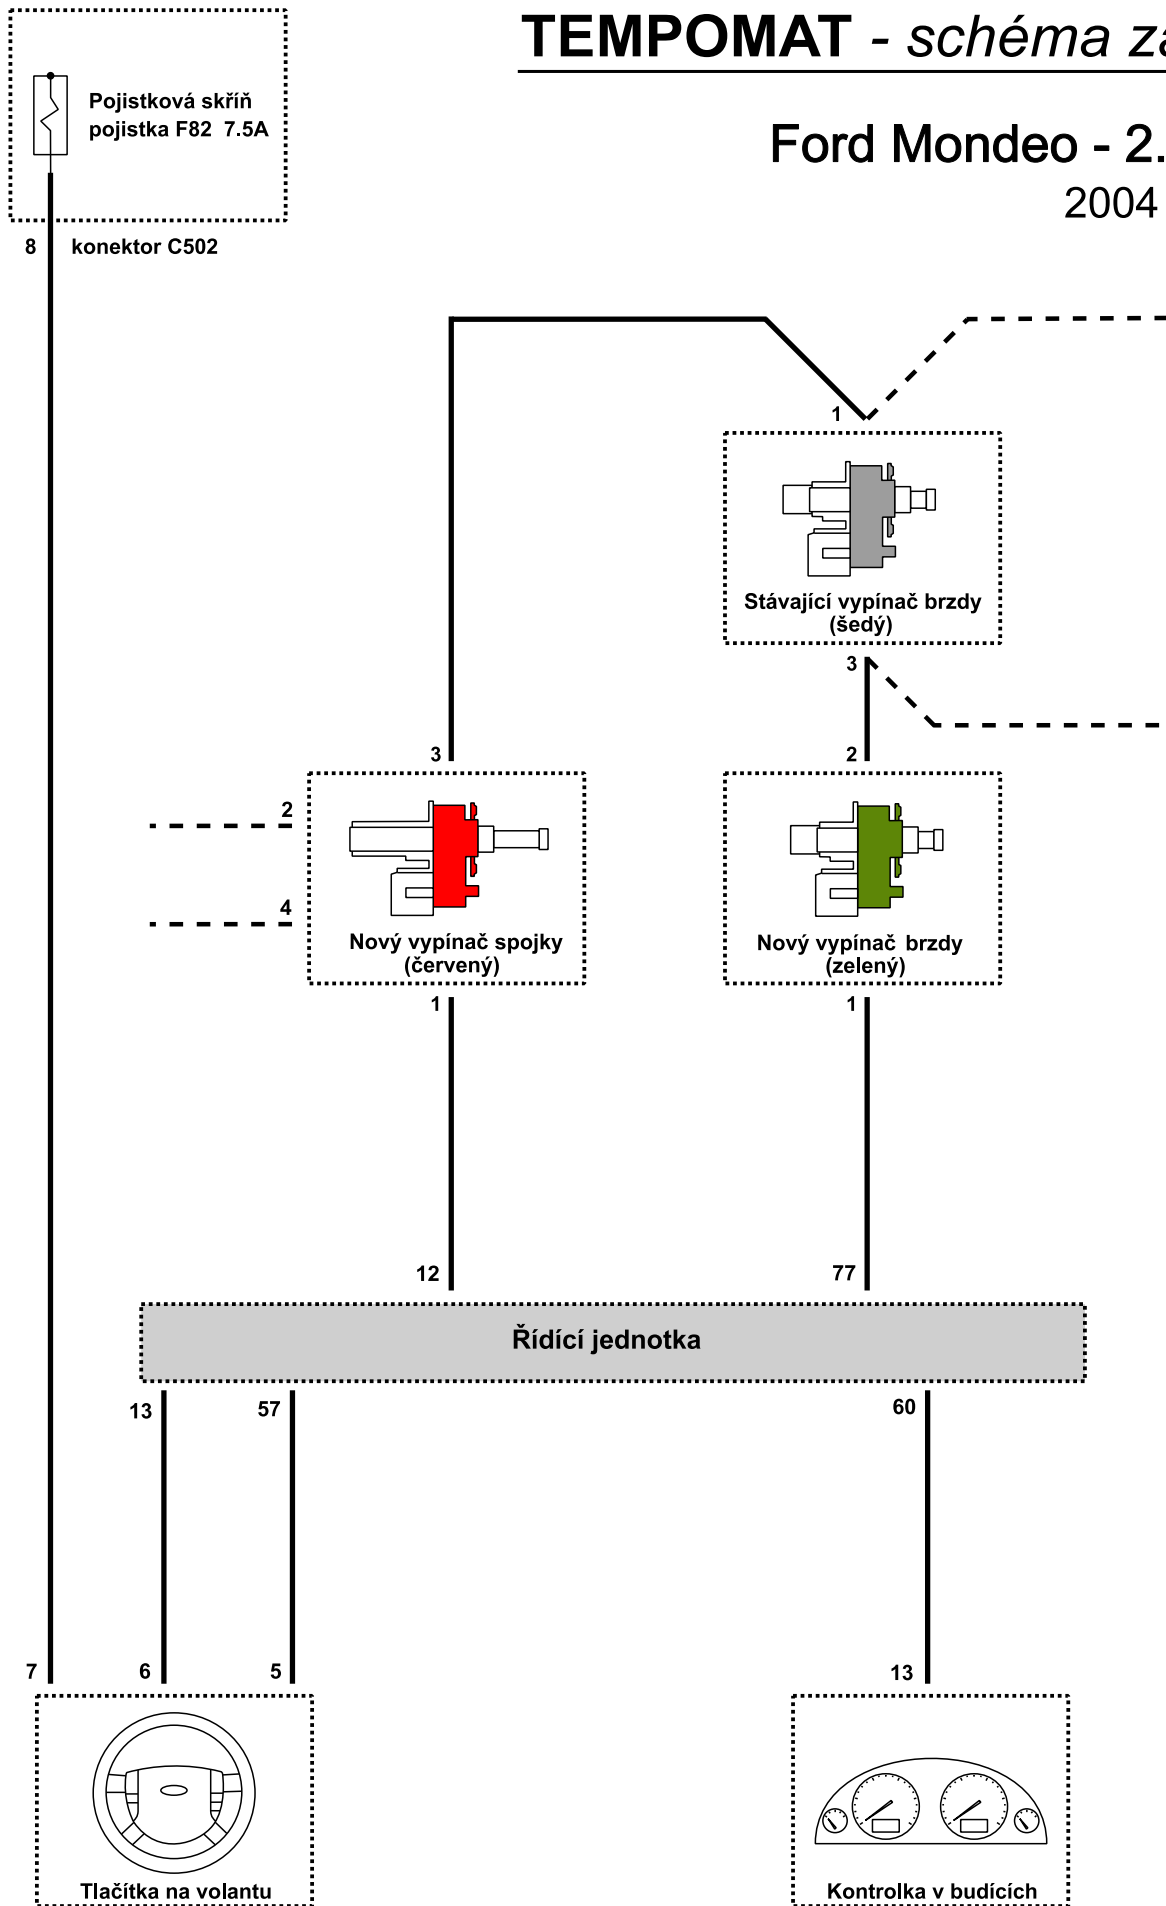 TEMPOMAT - schéma
Pojistková skříň
pojistka F82 7.5A
Ford Mondeo - 2.
2004
8 konektor C502
1
Stávající vypínač brzdy
(šedý)
3
3
2
2
4
Nový vypínač spojky
(červený)
Nový vypínač brzdy
(zelený)
1
1
12
77
Řídící jednotka
13
57
60
7
6
5
13
Tlačítka na volantu
Kontrolka v budících